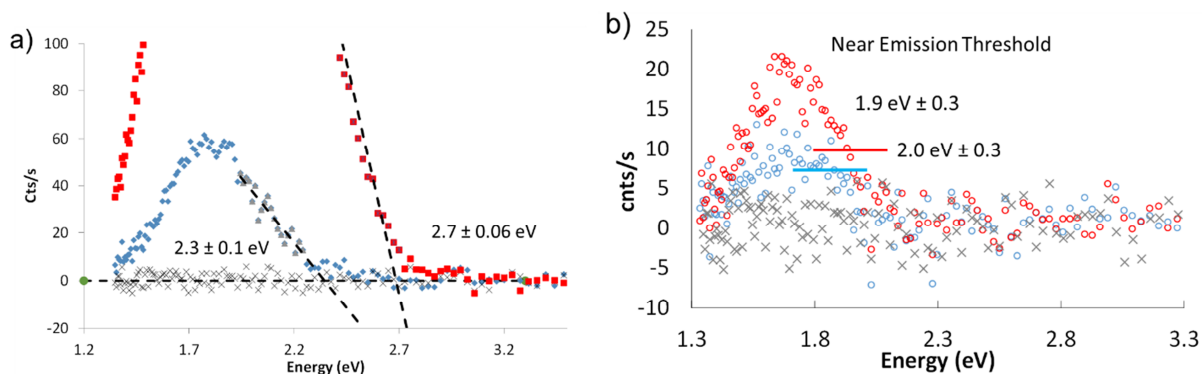 a)
100
80
60
40
20
0
-20
Cts/s
1.2
1.7
2.2
2.7
3.2
Energy (eV)
2.3 ± 0.1 eV
2.7 ± 0.06 eV
b)
Near Emission Threshold
25
20
15
10
5
0
-5
-10
cnts/s
1.9 eV ± 0.3
2.0 eV ± 0.3
1.3
1.8
2.3
2.8
3.3
Energy (eV)